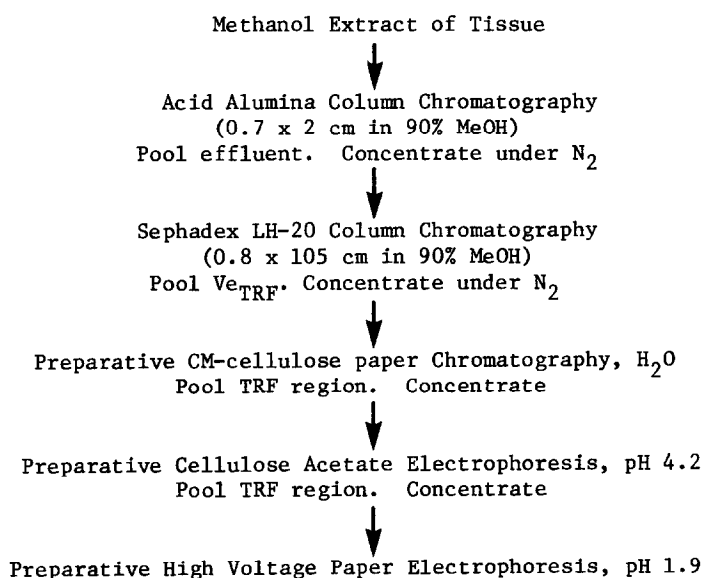 Methanol Extract of Tissue
Acid Alumina Column Chromatography
(0.7 x 2 cm in 90% MeOH)
Pool effluent. Concentrate under N2
Sephadex LH-20 Column Chromatography
(0.8 x 105 cm in 90% MeOH)
Pool VeTRF. Concentrate under N2
Preparative CM-cellulose paper Chromatography, H2O
Pool TRF region. Concentrate
Preparative Cellulose Acetate Electrophoresis, pH 4.2
Pool TRF region. Concentrate
Preparative High Voltage Paper Electrophoresis, pH 1.9